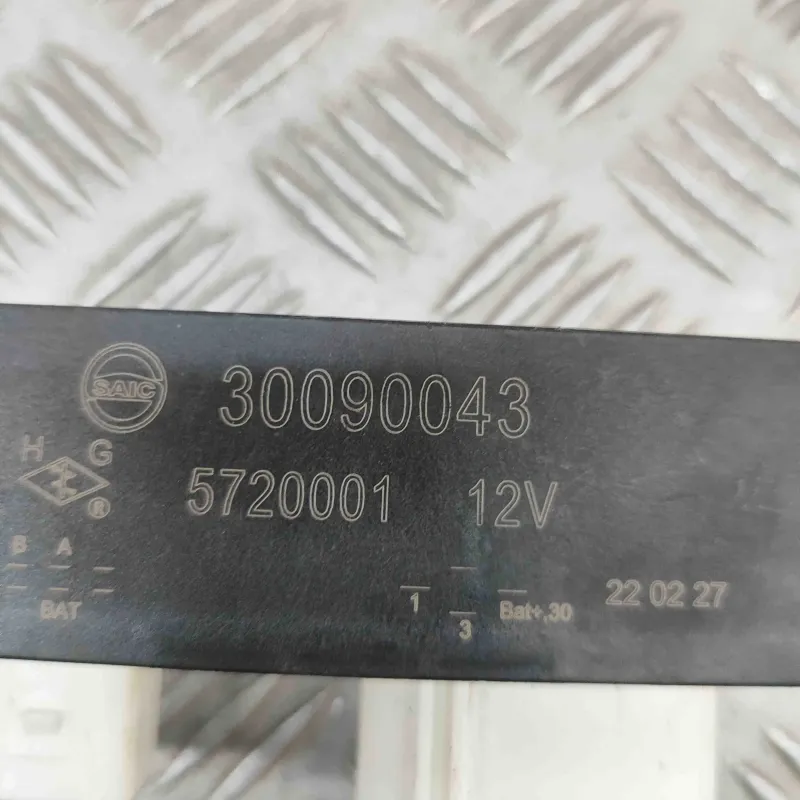 SAIC 30090043
H G
5720001 12V
®
B A
BAT
1 Bat+,30 22 02 27
3